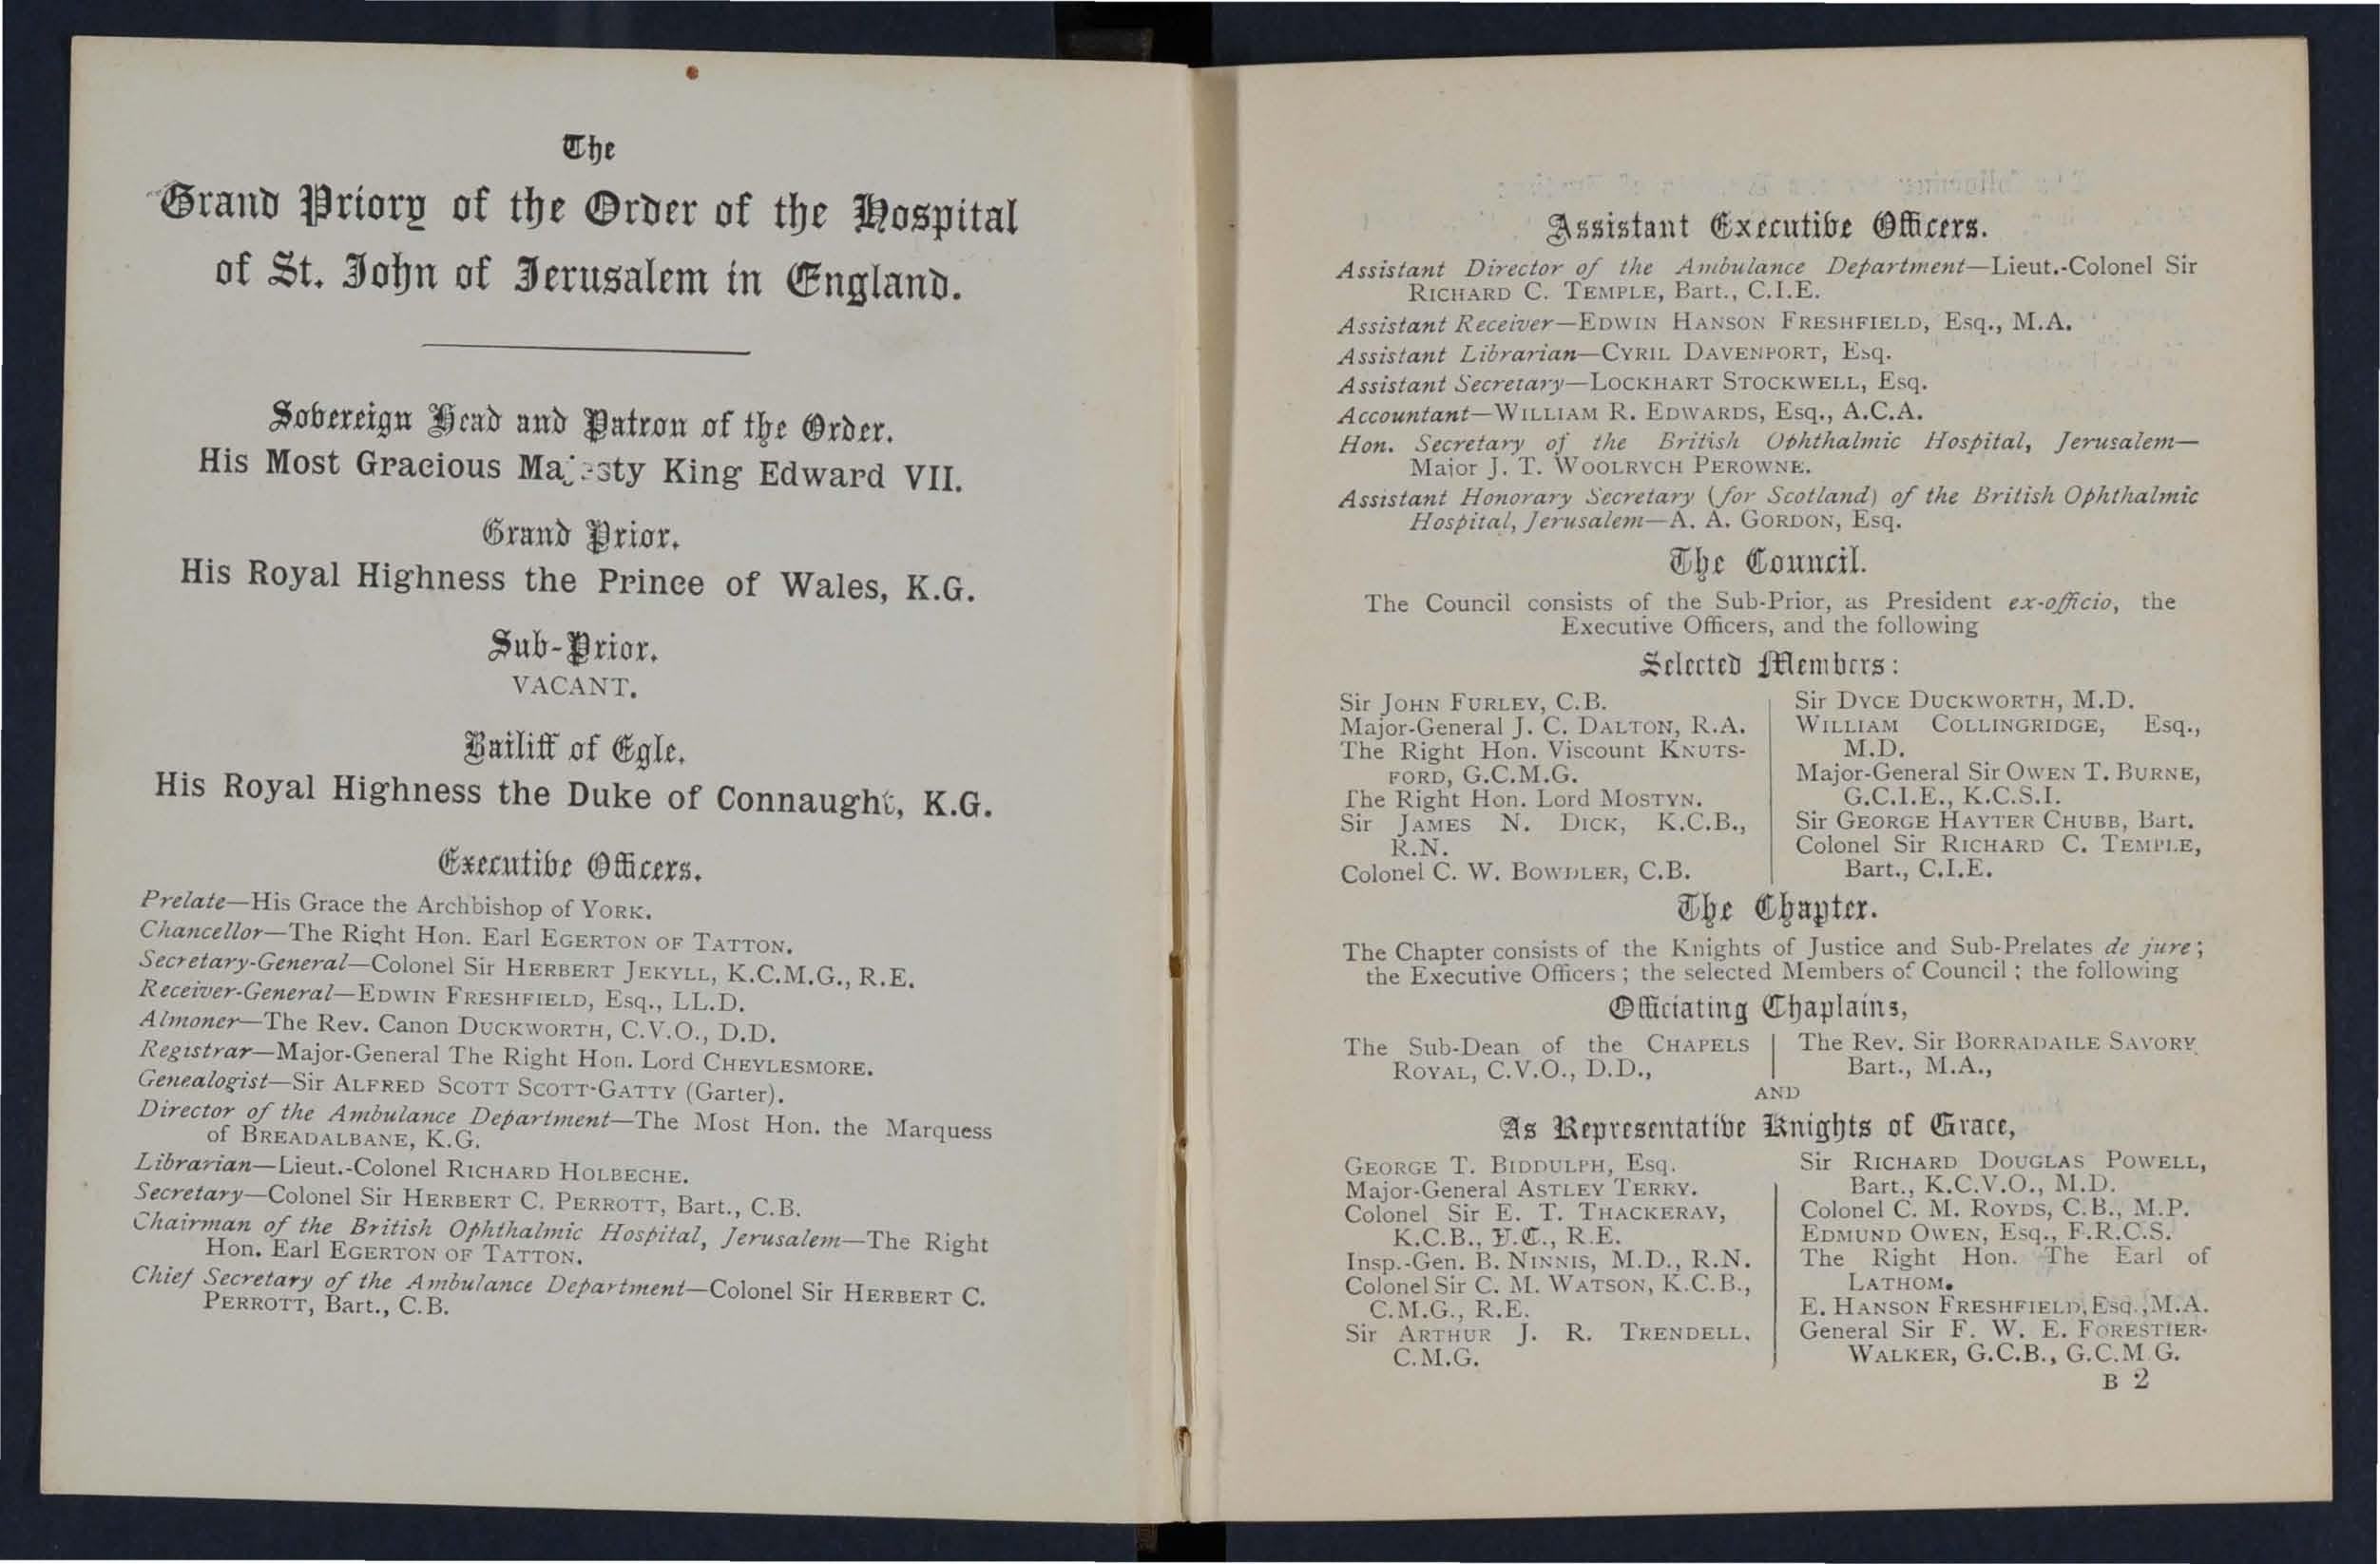 The
Grand Priory of the Order of the Hospital
of St. John of Jerusalem in England.
Sovereign Head and Patron of the Order.
His Most Gracious Majesty King Edward VII.
Grand Prior.
His Royal Highness the Prince of Wales, K.G.
Sub-Prior.
VACANT.
Bailiff of Egle.
His Royal Highness the Duke of Connaught, K.G.
Executive Officers.
Prelate—His Grace the Archbishop of YORK.
Chancellor—The Right Hon. Earl EGERTON OF TATTON.
Secretary-General—Colonel Sir HERBERT JEKYLL, K.C.M.G., R.E.
Receiver-General—EDWIN FRESHFIELD, Esq., LL.D.
Almoner—The Rev. Canon DUCKWORTH, C.V.O., D.D.
Registrar—Major-General The Right Hon. Lord CHEYLESMORE.
Genealogist—Sir ALFRED SCOTT SCOTT-GATTY (Garter).
Director of the Ambulance Department—The Most Hon. the Marquess
of BREADALBANE, K.G.
Librarian—Lieut.-Colonel RICHARD HOLBECHE.
Secretary—Colonel Sir HERBERT C. PERROTT, Bart., C.B.
Chairman of the British Ophthalmic Hospital, Jerusalem—The Right
Hon. Earl EGERTON OF TATTON.
Chief Secretary of the Ambulance Department—Colonel Sir HERBERT C.
PERROTT, Bart., C.B.
Assistant Executive Officers.
Assistant Director of the Ambulance Department—Lieut.-Colonel Sir
RICHARD C. TEMPLE, Bart., C.I.E.
Assistant Receiver—EDWIN HANSON FRESHFIELD, Esq., M.A.
Assistant Librarian—CYRIL DAVENPORT, Esq.
Assistant Secretary—LOCKHART STOCKWELL, Esq.
Accountant—WILLIAM R. EDWARDS, Esq., A.C.A.
Hon. Secretary of the British Ophthalmic Hospital, Jerusalem—
Major J. T. WOOLRYCH PEROWNE.
Assistant Honorary Secretary (for Scotland) of the British Ophthalmic
Hospital, Jerusalem—A. A. GORDON, Esq.
The Council.
The Council consists of the Sub-Prior, as President ex-officio, the
Executive Officers, and the following
Selected Members:
Sir JOHN FURLEY, C.B.
Major-General J. C. DALTON, R.A.
The Right Hon. Viscount KNUTS-
FORD, G.C.M.G.
The Right Hon. Lord MOSTYN.
Sir JAMES N. DICK, K.C.B.,
R.N.
Colonel C. W. BOWDLER, C.B.
Sir DYCE DUCKWORTH, M.D.
WILLIAM COLLINGRIDGE, Esq.,
M.D.
Major-General Sir OWEN T. BURNE,
G.C.I.E., K.C.S.I.
Sir GEORGE HAYTER CHUBB, Bart.
Colonel Sir RICHARD C. TEMPLE,
Bart., C.I.E.
The Chapter.
The Chapter consists of the Knights of Justice and Sub-Prelates de jure;
the Executive Officers; the selected Members of Council; the following
Officiating Chaplains,
The Sub-Dean of the CHAPELS
ROYAL, C.V.O., D.D.,
The Rev. Sir BORRADAILE SAVORY,
Bart., M.A.,
AND
As Representative Knights of Grace,
GEORGE T. BIDDULPH, Esq.
Major-General ASTLEY TERRY.
Colonel Sir E. T. THACKERAY,
K.C.B., V.C., R.E.
Insp.-Gen. B. NINNIS, M.D., R.N.
Colonel Sir C. M. WATSON, K.C.B.,
C.M.G., R.E.
Sir ARTHUR J. R. TRENDELL,
C.M.G.
Sir RICHARD DOUGLAS POWELL,
Bart., K.C.V.O., M.D.
Colonel C. M. ROYDS, C.B., M.P.
EDMUND OWEN, Esq., F.R.C.S.
The Right Hon. The Earl of
LATHOM.
E. HANSON FRESHFIELD, Esq., M.A.
General Sir F. W. E. FORESTIER-
WALKER, G.C.B., G.C.M.G.
B 2